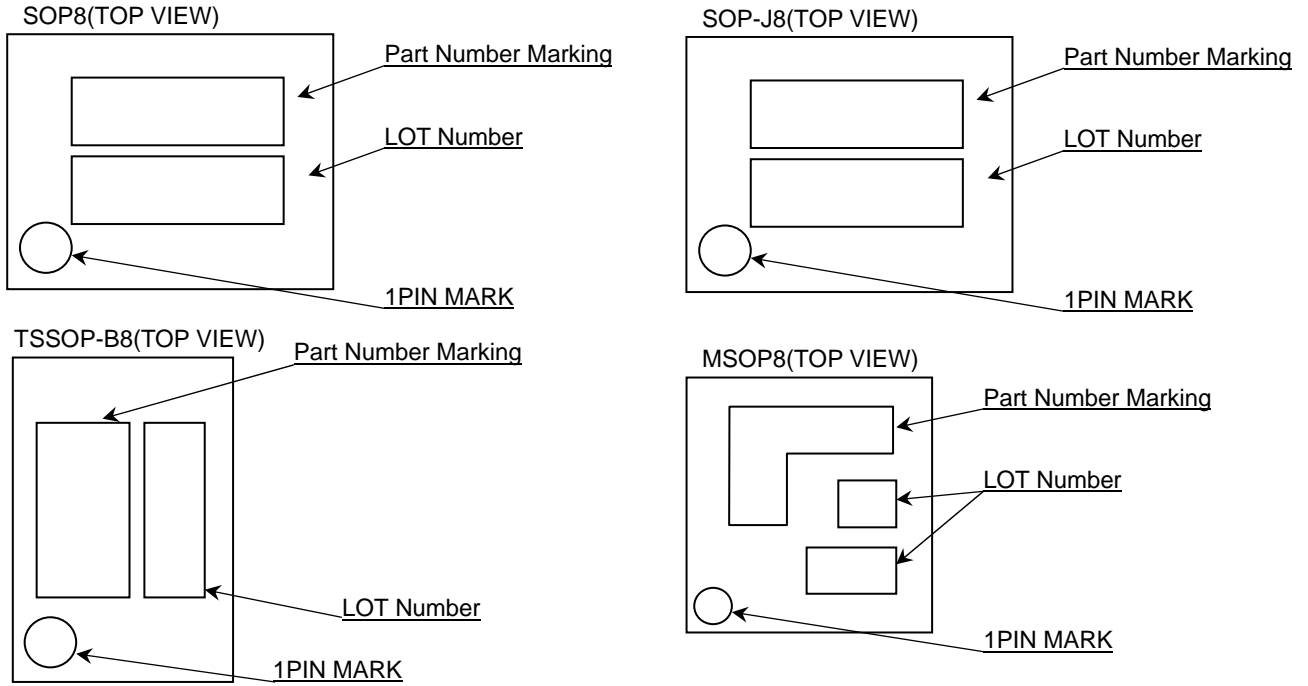 SOP8(TOP VIEW)
Part Number Marking
LOT Number
1PIN MARK
SOP-J8(TOP VIEW)
Part Number Marking
LOT Number
1PIN MARK
TSSOP-B8(TOP VIEW)
Part Number Marking
LOT Number
1PIN MARK
MSOP8(TOP VIEW)
Part Number Marking
LOT Number
1PIN MARK